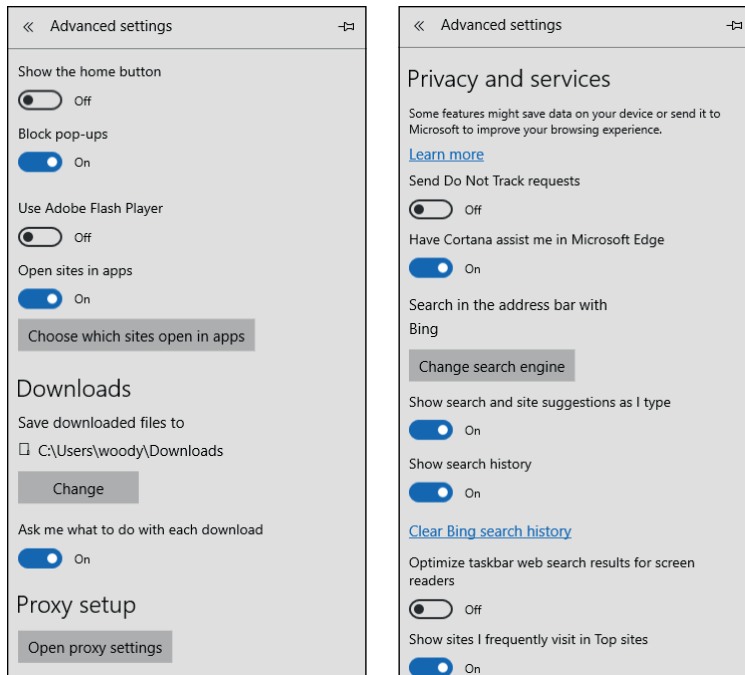 « Advanced settings
Show the home button
Off
Block pop-ups
On
Use Adobe Flash Player
Off
Open sites in apps
On
Choose which sites open in apps
Downloads
Save downloaded files to
C:\Users\woody\Downloads
Change
Ask me what to do with each download
On
Proxy setup
Open proxy settings
« Advanced settings
Privacy and services
Some features might save data on your device or send it to
Microsoft to improve your browsing experience.
Learn more
Send Do Not Track requests
Off
Have Cortana assist me in Microsoft Edge
On
Search in the address bar with
Bing
Change search engine
Show search and site suggestions as I type
On
Show search history
On
Clear Bing search history
Optimize taskbar web search results for screen
readers
Off
Show sites I frequently visit in Top sites
On